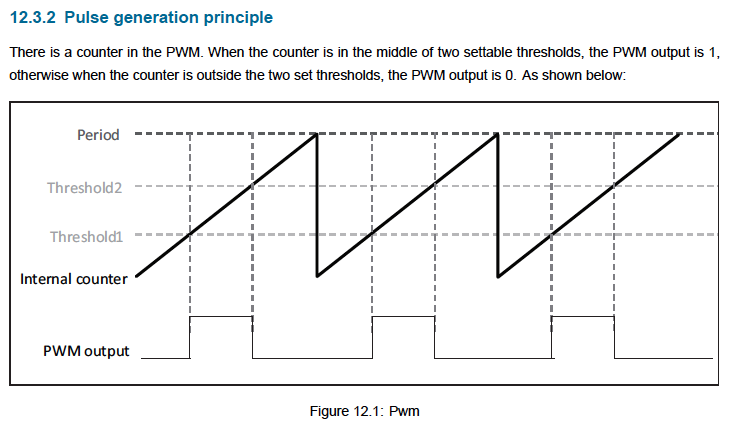 12.3.2 Pulse generation principle
There is a counter in the PWM. When the counter is in the middle of two settable thresholds, the PWM output is 1,
otherwise when the counter is outside the two set thresholds, the PWM output is 0. As shown below:
Period
Threshold2
Threshold1
Internal counter
PWM output
Figure 12.1: Pwm